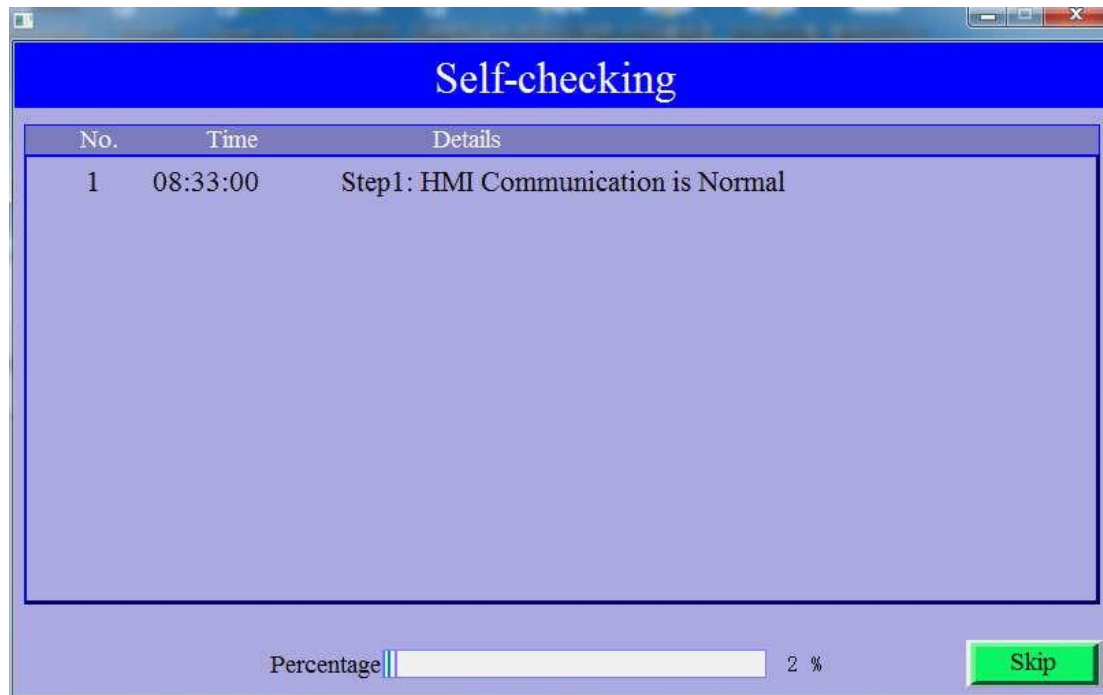 Self-checking
No. Time Details
1 08:33:00 Step1: HMI Communication is Normal
Percentage 2 %
Skip